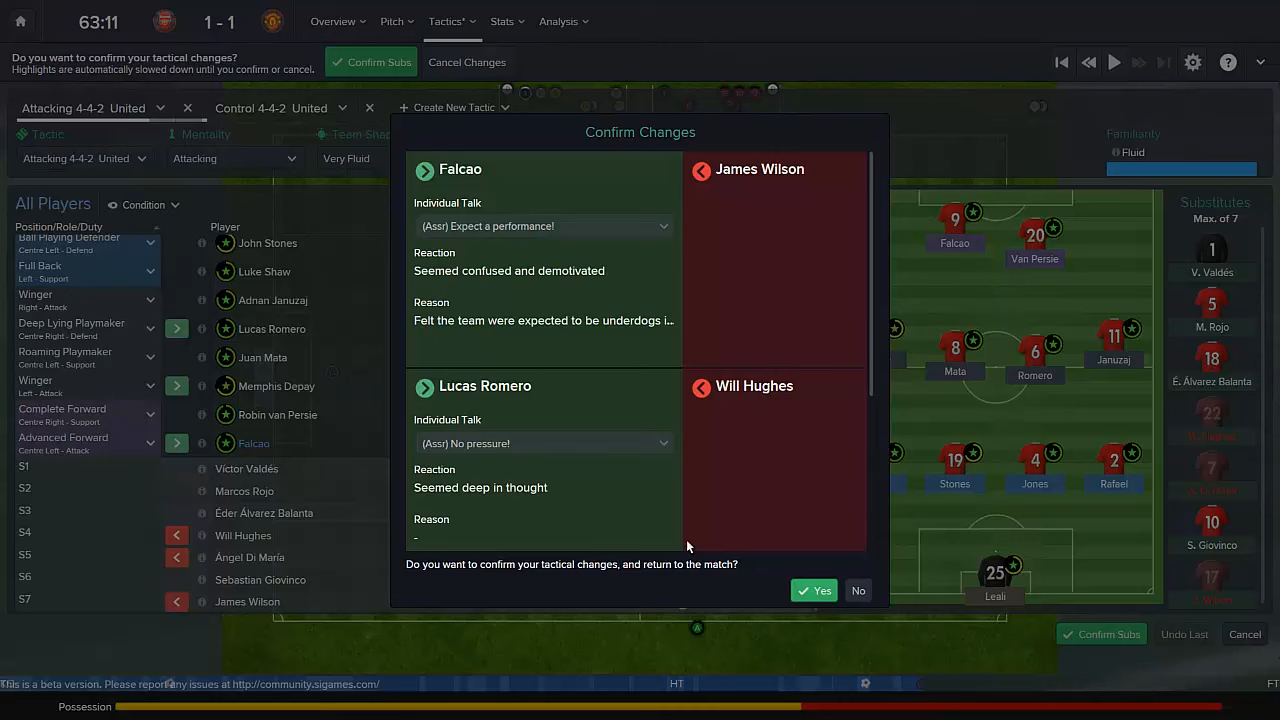 63:11
1 - 1
Overview
Pitch
Tactics*
Stats
Analysis
Do you want to confirm your tactical changes?
Highlights are automatically slowed down until you confirm or cancel.
Confirm Subs
Cancel Changes
Attacking 4-4-2 United
Control 4-4-2 United
+ Create New Tactic
Tactic
Mentality
Team Sha
Familiarity
Attacking 4-4-2 United
Attacking
Very Fluid
Fluid
Confirm Changes
Falcao
Individual Talk
(Assr) Expect a performance!
Reaction
Seemed confused and demotivated
Reason
Felt the team were expected to be underdogs i...
James Wilson
Lucas Romero
Individual Talk
(Assr) No pressure!
Reaction
Seemed deep in thought
Reason
-
Will Hughes
Do you want to confirm your tactical changes, and return to the match?
Yes
No
All Players
Condition
Position/Role/Duty
Player
Ball Playing Defender
Centre Left - Defend
John Stones
Full Back
Left - Support
Luke Shaw
Winger
Right - Attack
Adnan Januzaj
Deep Lying Playmaker
Centre Right - Defend
Lucas Romero
Roaming Playmaker
Centre Left - Support
Juan Mata
Winger
Left - Attack
Memphis Depay
Complete Forward
Centre Right - Support
Robin van Persie
Advanced Forward
Centre Left - Attack
Falcao
S1
Víctor Valdés
S2
Marcos Rojo
S3
Éder Álvarez Balanta
S4
Will Hughes
S5
Ángel Di María
S6
Sebastian Giovinco
S7
James Wilson
9
Falcao
20
Van Persie
8
Mata
6
Romero
11
Januzaj
19
Stones
4
Jones
2
Rafael
25
Leali
Substitutes
Max. of 7
1
V. Valdés
5
M. Rojo
18
É. Álvarez Balanta
22
W. Hughes
7
10
S. Giovinco
17
J. Wilson
Confirm Subs
Undo Last
Cancel
This is a beta version. Please report any issues at http://community.sigames.com/
HT
FT
Possession